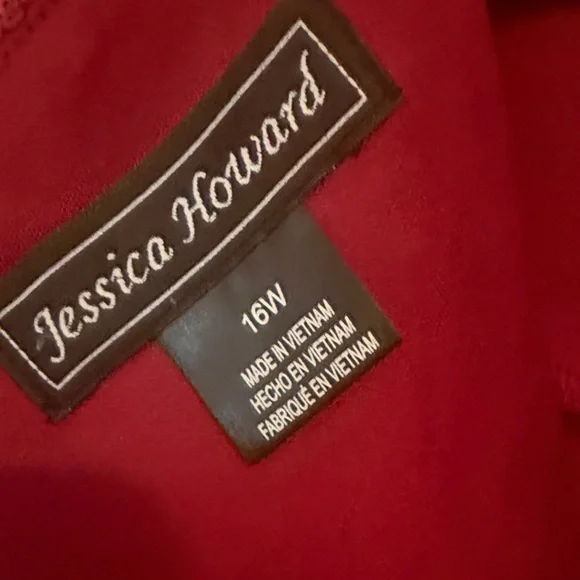 Jessica Howard
16W
MADE IN VIETNAM
HECHO EN VIETNAM
FABRIQUÉ EN VIETNAM